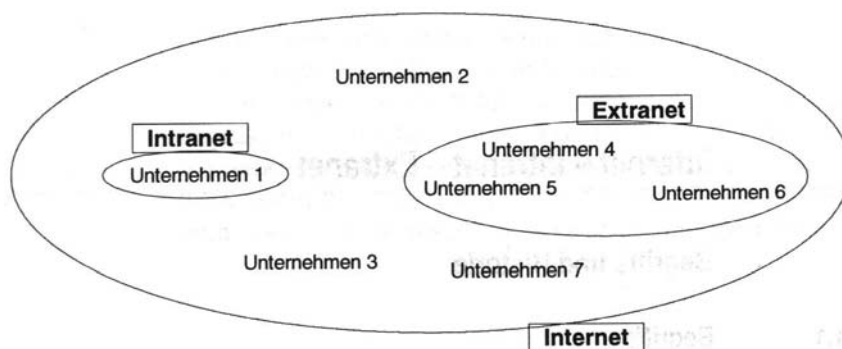 Unternehmen 2
Extranet
Intranet
Unternehmen 4
Unternehmen 1
Unternehmen 5
Unternehmen 6
Unternehmen 3
Unternehmen 7
Internet